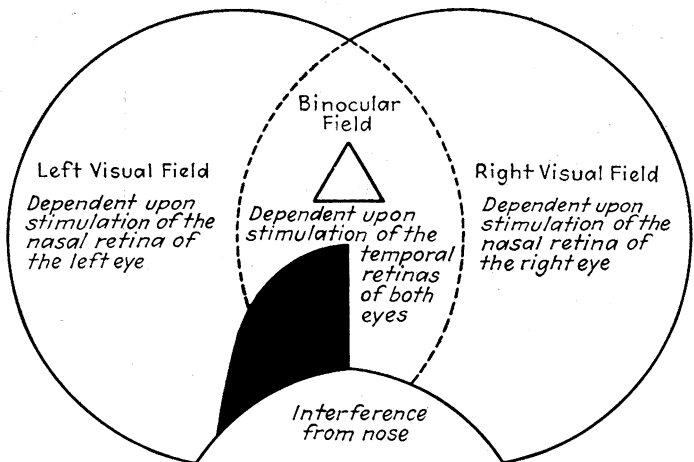 Binocular
Field
Left Visual Field
Dependent upon
stimulation of the
nasal retina of
the left eye
Dependent upon
stimulation of the
temporal
retinas
of both
eyes
Right Visual Field
Dependent upon
stimulation of the
nasal retina of
the right eye
Interference
from nose